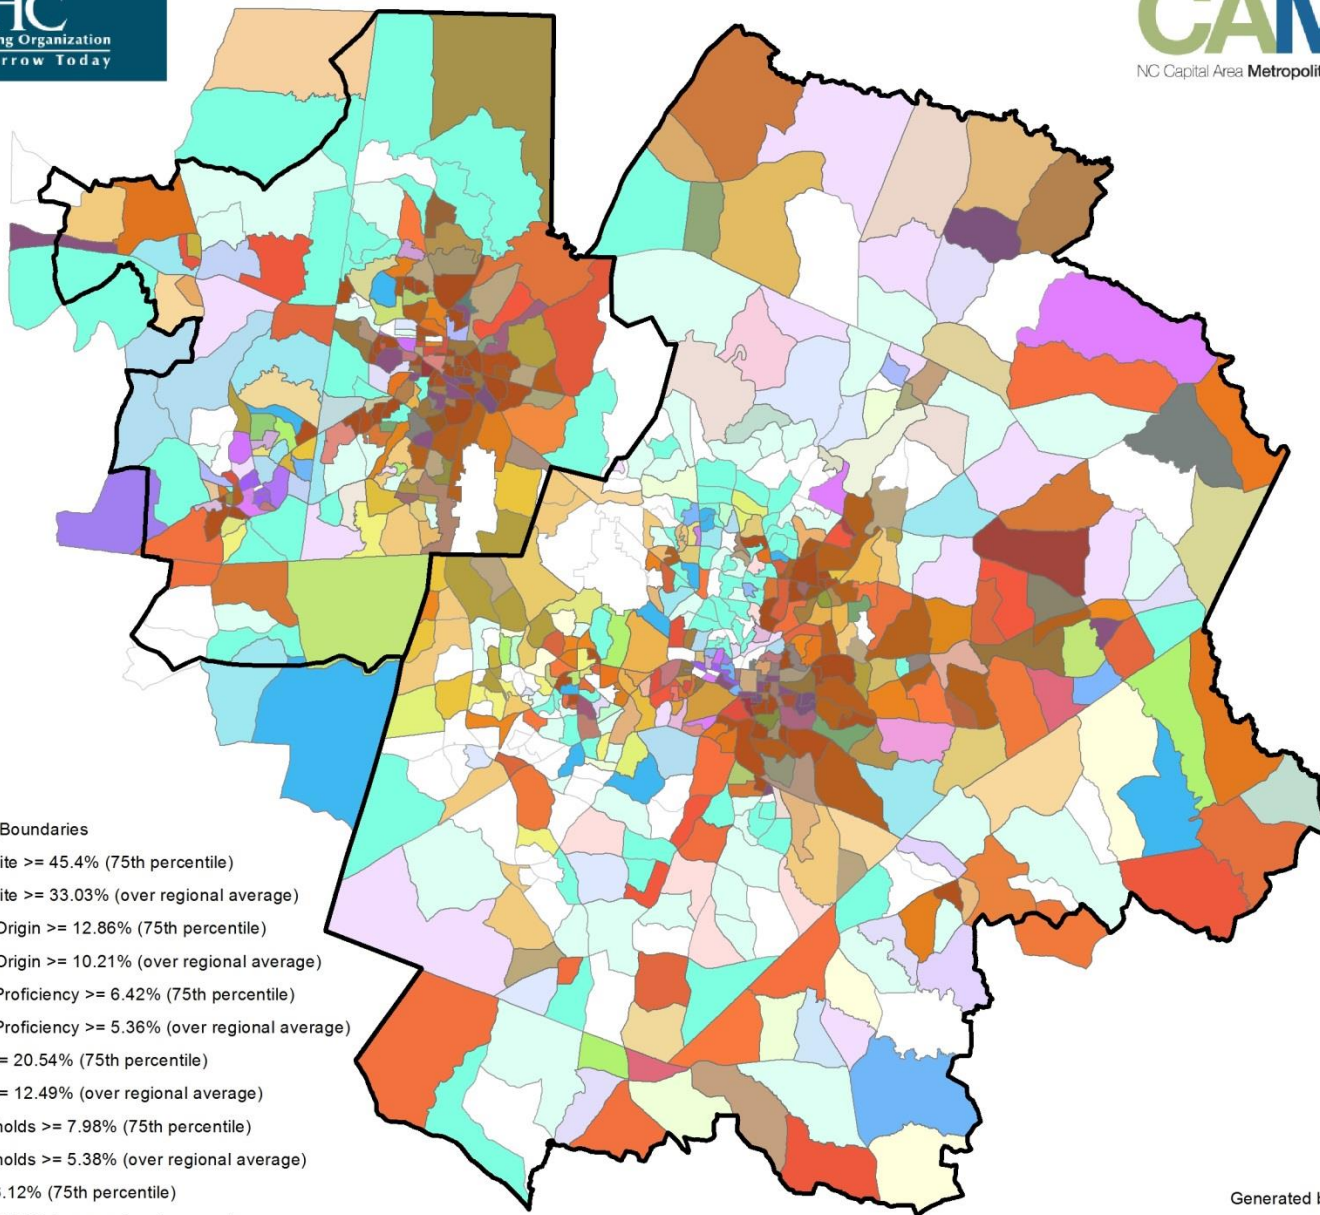 HC
ng Organization
rrow Today
CAM
NC Capital Area Metropolit
Boundaries
ite >= 45.4% (75th percentile)
ite >= 33.03% (over regional average)
Origin >= 12.86% (75th percentile)
Origin >= 10.21% (over regional average)
Proficiency >= 6.42% (75th percentile)
Proficiency >= 5.36% (over regional average)
= 20.54% (75th percentile)
= 12.49% (over regional average)
holds >= 7.98% (75th percentile)
holds >= 5.38% (over regional average)
.12% (75th percentile)
Generated b